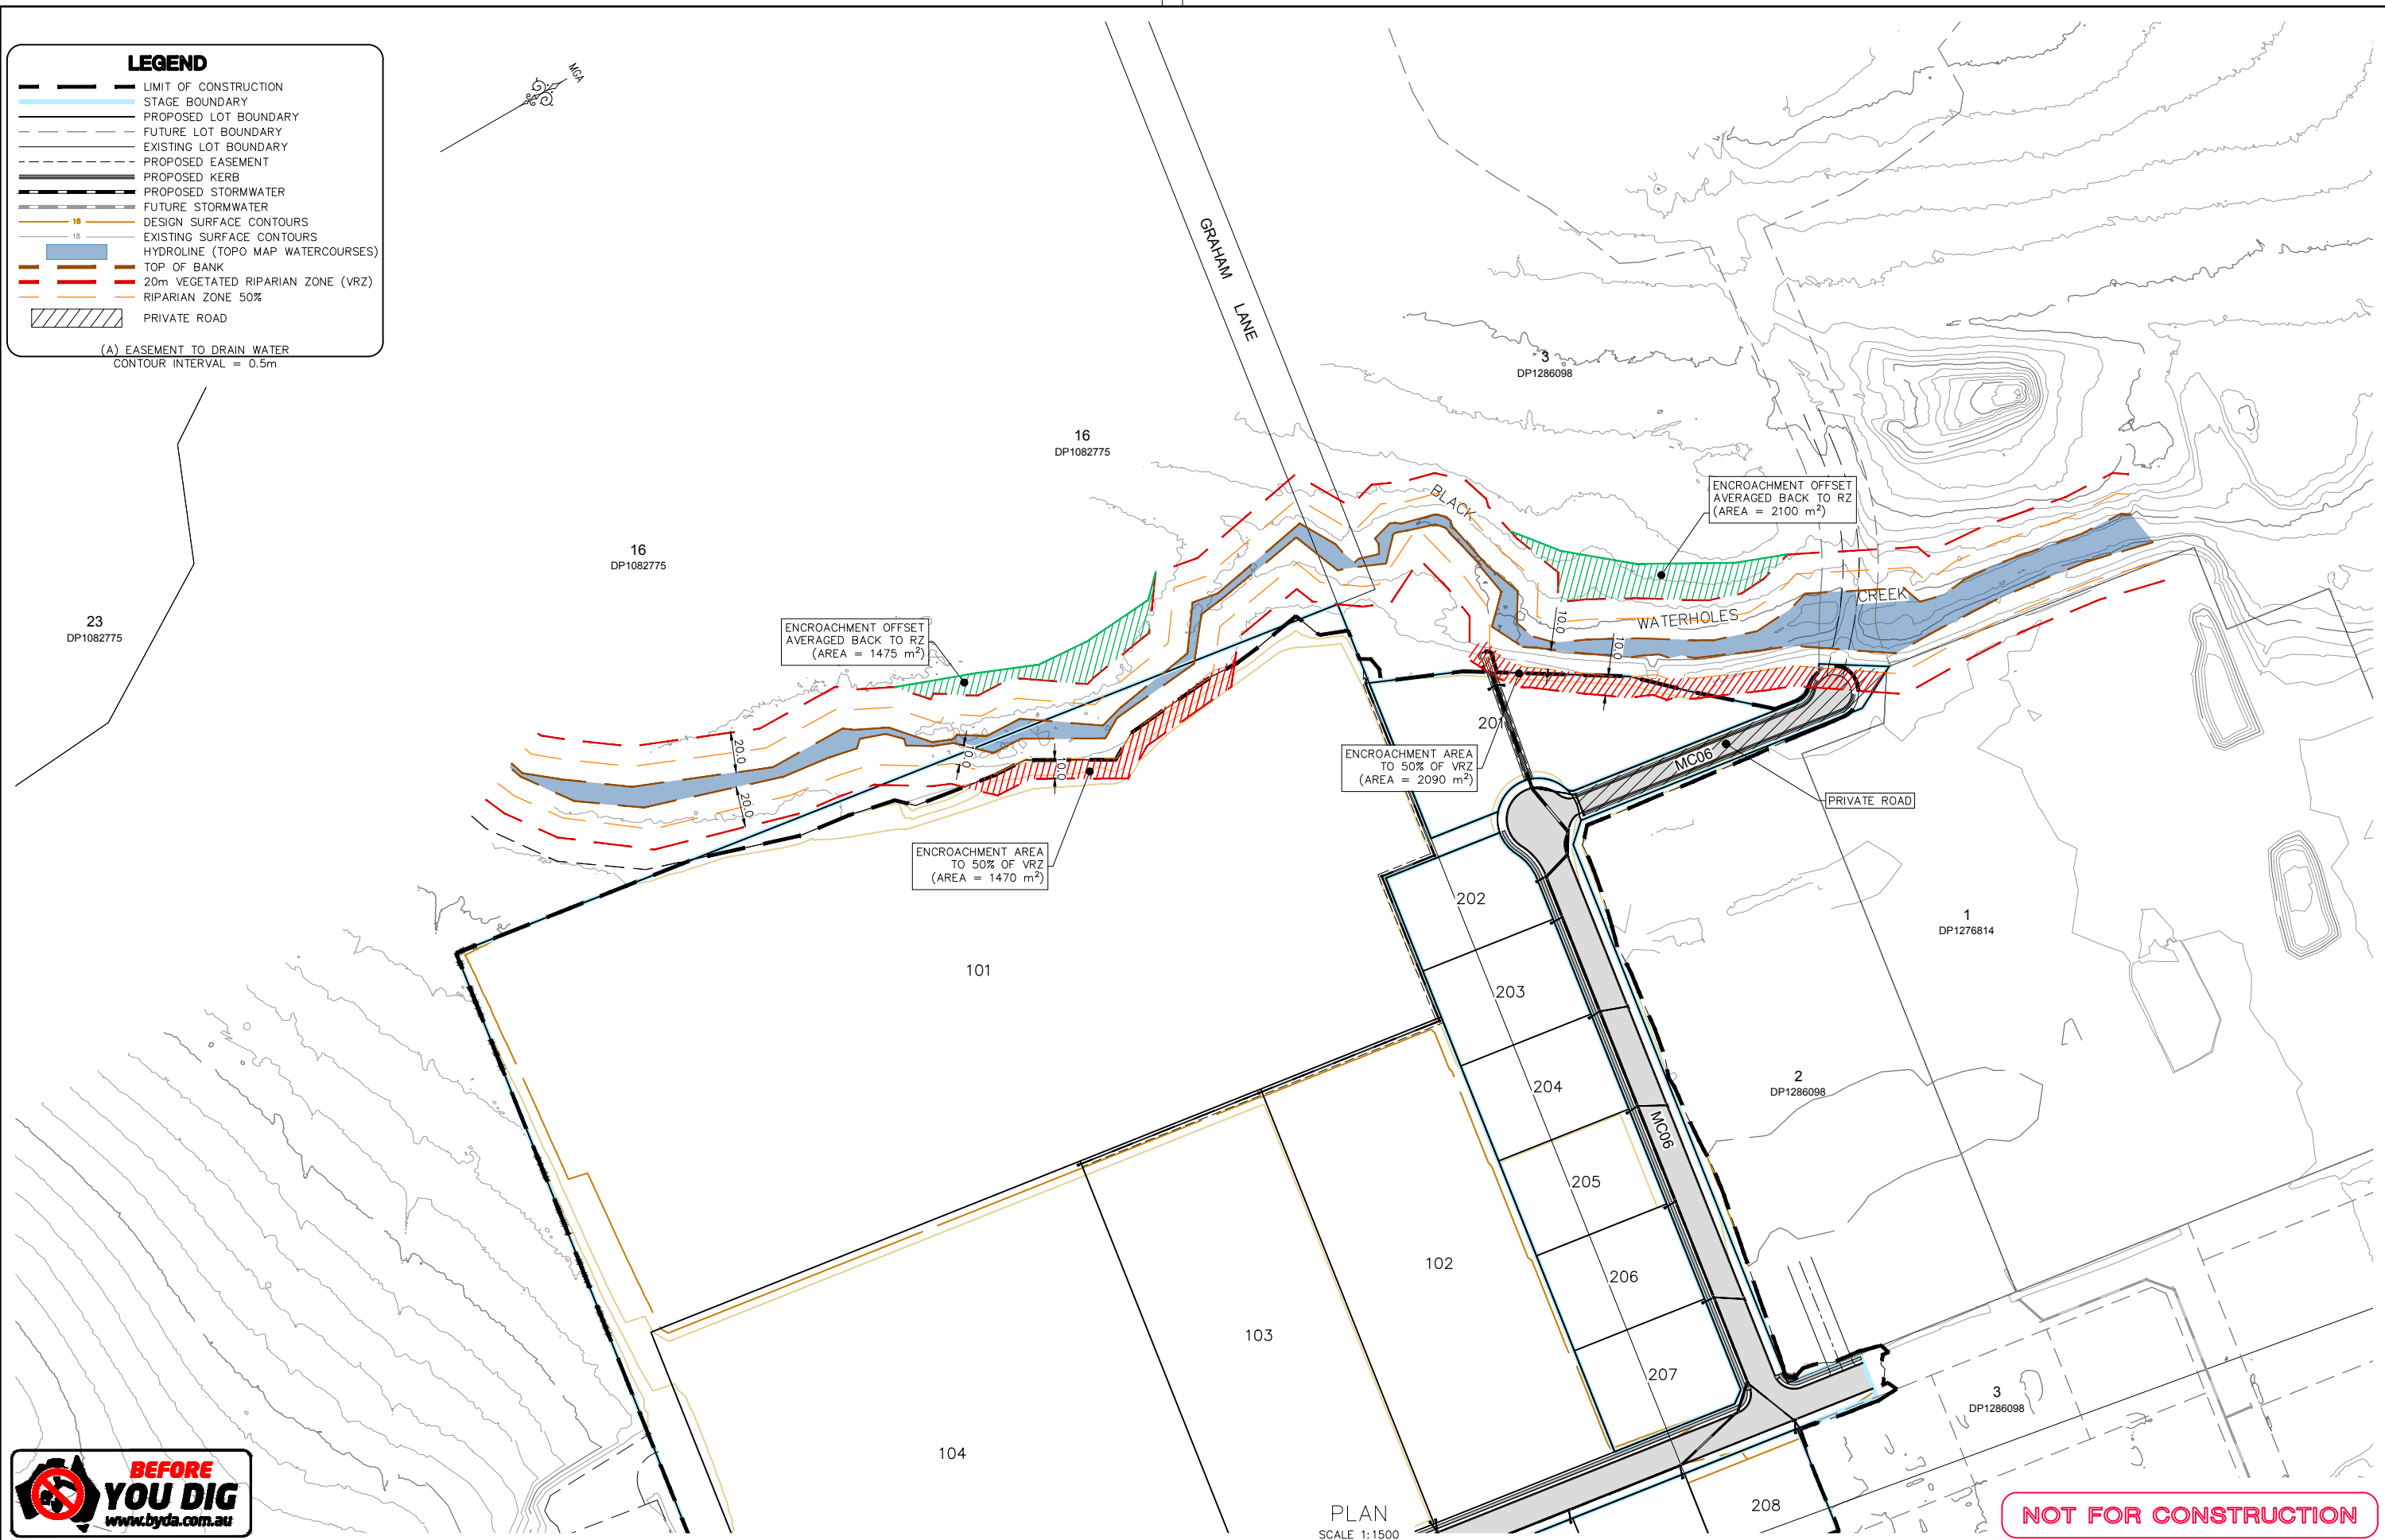 LEGEND
LIMIT OF CONSTRUCTION
STAGE BOUNDARY
PROPOSED LOT BOUNDARY
FUTURE LOT BOUNDARY
EXISTING LOT BOUNDARY
PROPOSED EASEMENT
PROPOSED KERB
PROPOSED STORMWATER
FUTURE STORMWATER
18 DESIGN SURFACE CONTOURS
18 EXISTING SURFACE CONTOURS
HYDROLINE (TOPO MAP WATERCOURSES)
TOP OF BANK
20m VEGETATED RIPARIAN ZONE (VRZ)
RIPARIAN ZONE 50%
PRIVATE ROAD
(A) EASEMENT TO DRAIN WATER
CONTOUR INTERVAL = 0.5m
MGA
GRAHAM LANE
3
DP1286098
16
DP1082775
16
DP1082775
23
DP1082775
BLACK
WATERHOLES
CREEK
ENCROACHMENT OFFSET
AVERAGED BACK TO RZ
(AREA = 2100 m²)
ENCROACHMENT OFFSET
AVERAGED BACK TO RZ
(AREA = 1475 m²)
10.0
10.0
20.0
20.0
10.0
10.0
201
ENCROACHMENT AREA
TO 50% OF VRZ
(AREA = 2090 m²)
MC06
PRIVATE ROAD
ENCROACHMENT AREA
TO 50% OF VRZ
(AREA = 1470 m²)
202
1
DP1276814
101
203
204
2
DP1286098
MC06
205
102
206
103
207
3
DP1286098
104
208
PLAN
SCALE 1:1500
BEFORE
YOU DIG
www.byda.com.au
NOT FOR CONSTRUCTION